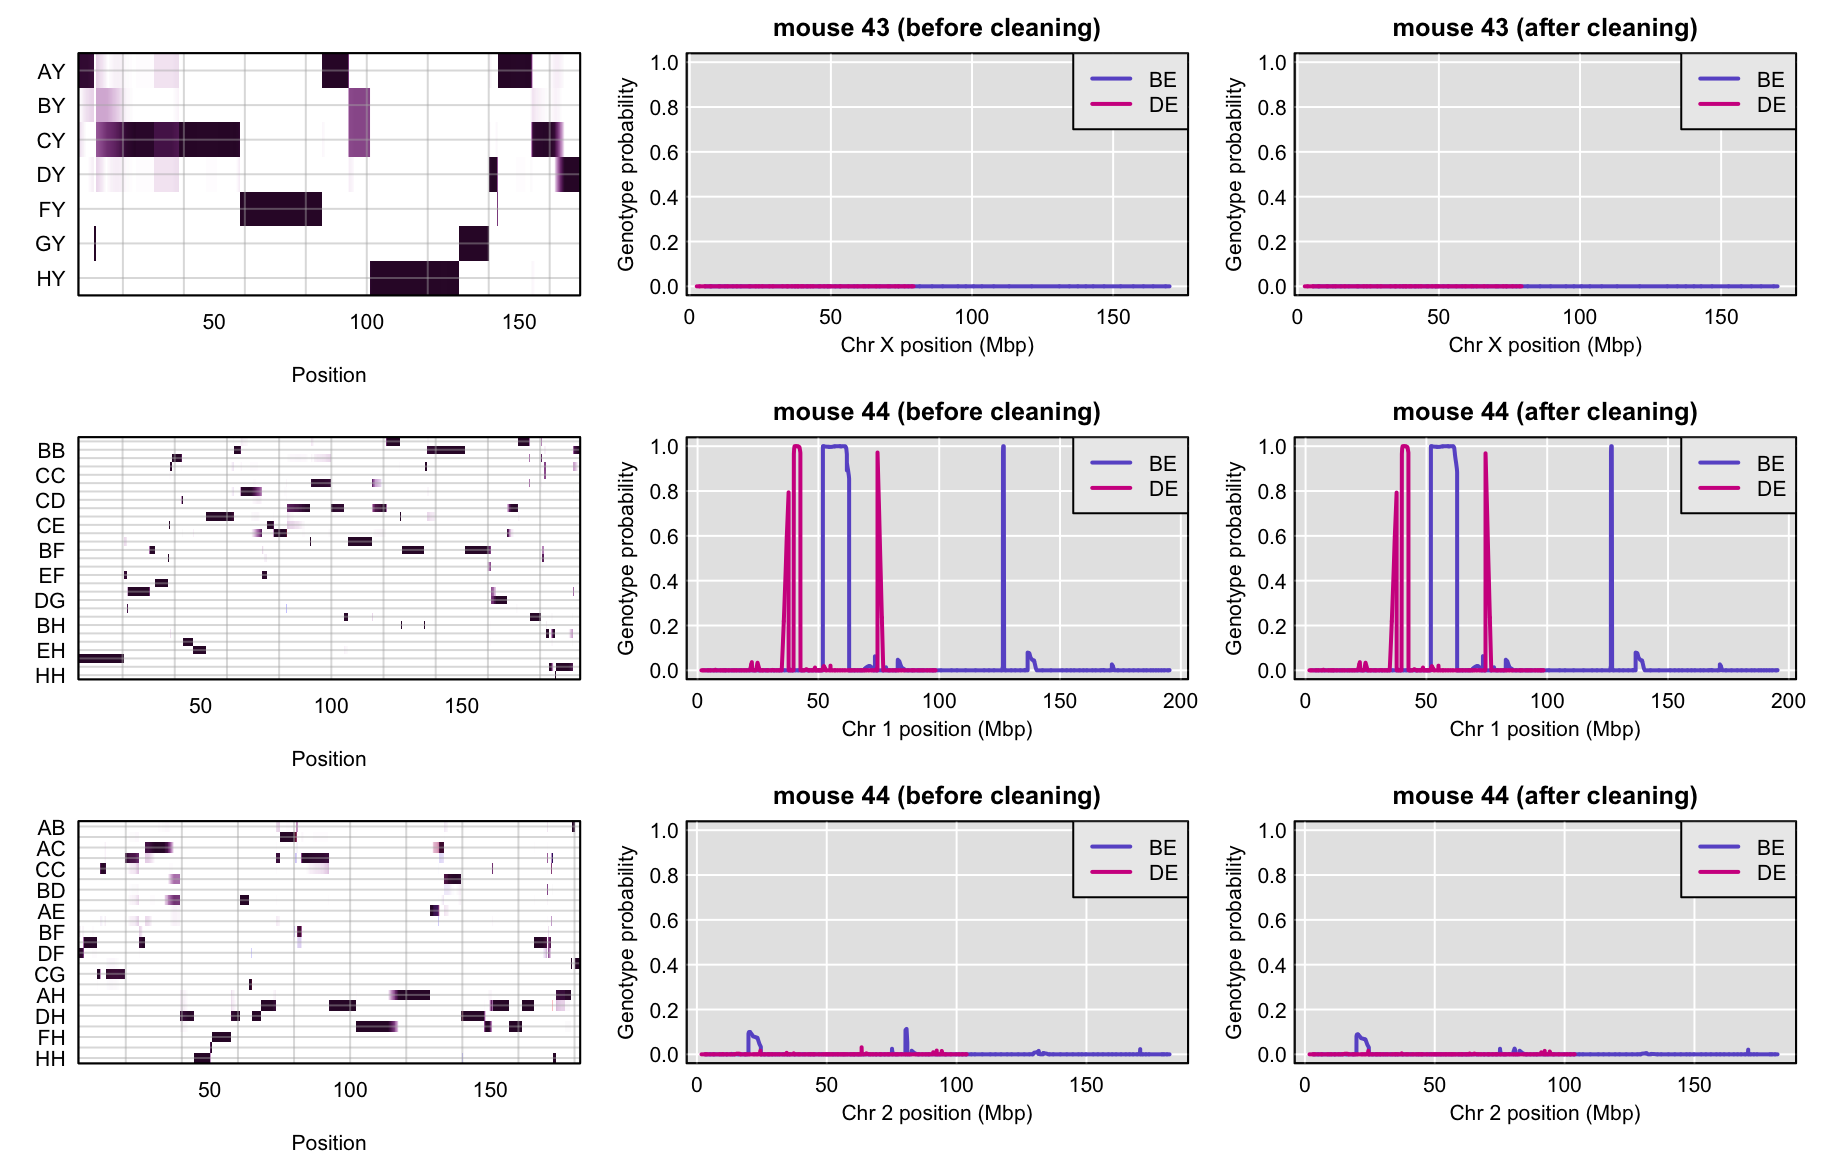 AY
BY
CY
DY
FY
GY
HY
50 100 150
Position
mouse 43 (before cleaning)
Genotype probability
1.0
0.8
0.6
0.4
0.2
0.0
BE
DE
0 50 100 150
Chr X position (Mbp)
mouse 43 (after cleaning)
Genotype probability
1.0
0.8
0.6
0.4
0.2
0.0
BE
DE
0 50 100 150
Chr X position (Mbp)
BB
CC
CD
CE
BF
EF
DG
BH
EH
HH
50 100 150
Position
mouse 44 (before cleaning)
Genotype probability
1.0
0.8
0.6
0.4
0.2
0.0
BE
DE
0 50 100 150 200
Chr 1 position (Mbp)
mouse 44 (after cleaning)
Genotype probability
1.0
0.8
0.6
0.4
0.2
0.0
BE
DE
0 50 100 150 200
Chr 1 position (Mbp)
AB
AC
CC
BD
AE
BF
DF
CG
AH
DH
FH
HH
50 100 150
Position
mouse 44 (before cleaning)
Genotype probability
1.0
0.8
0.6
0.4
0.2
0.0
BE
DE
0 50 100 150
Chr 2 position (Mbp)
mouse 44 (after cleaning)
Genotype probability
1.0
0.8
0.6
0.4
0.2
0.0
BE
DE
0 50 100 150
Chr 2 position (Mbp)